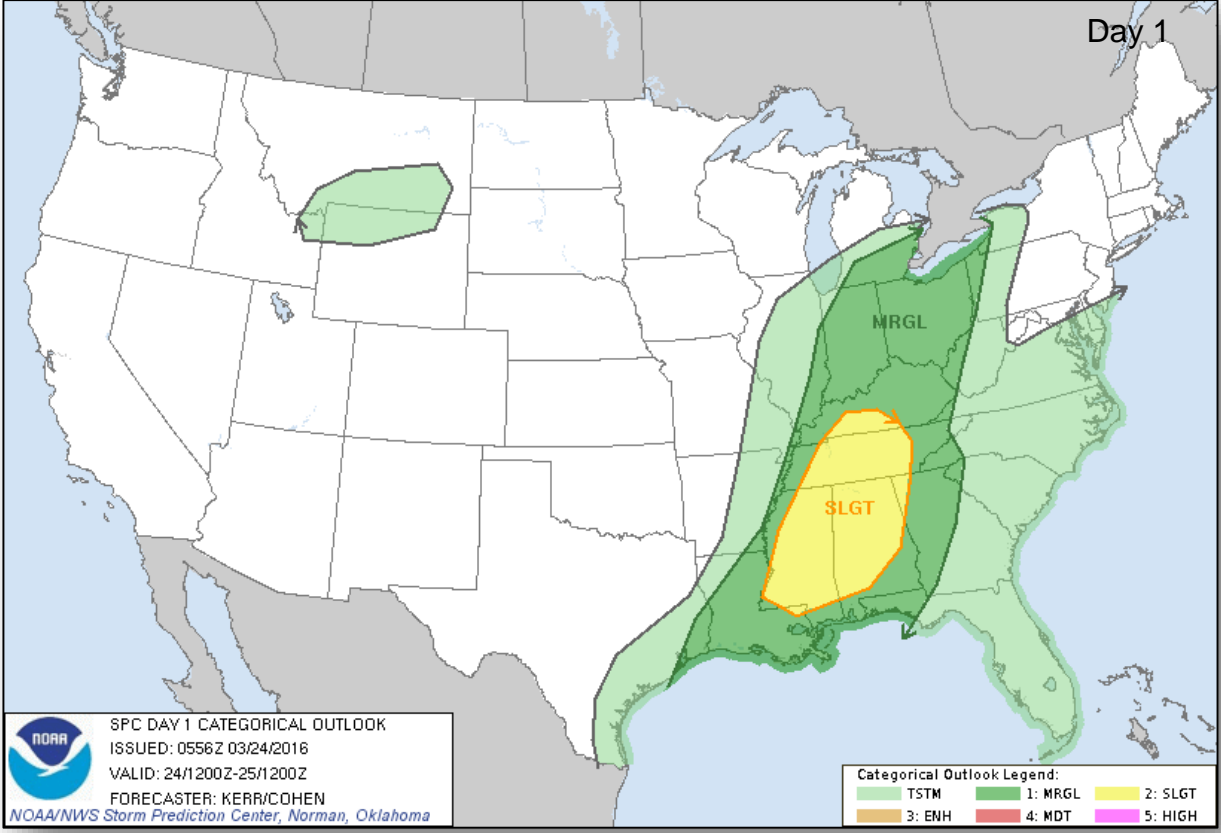 Day 1
MRGL
SLGT
NOAA
SPC DAY 1 CATEGORICAL OUTLOOK
ISSUED: 0556Z 03/24/2016
VALID: 24/1200Z-25/1200Z
FORECASTER: KERR/COHEN
NOAA/NWS Storm Prediction Center, Norman, Oklahoma
Categorical Outlook Legend:
TSTM 1: MRGL 2: SLGT
3: ENH 4: MDT 5: HIGH